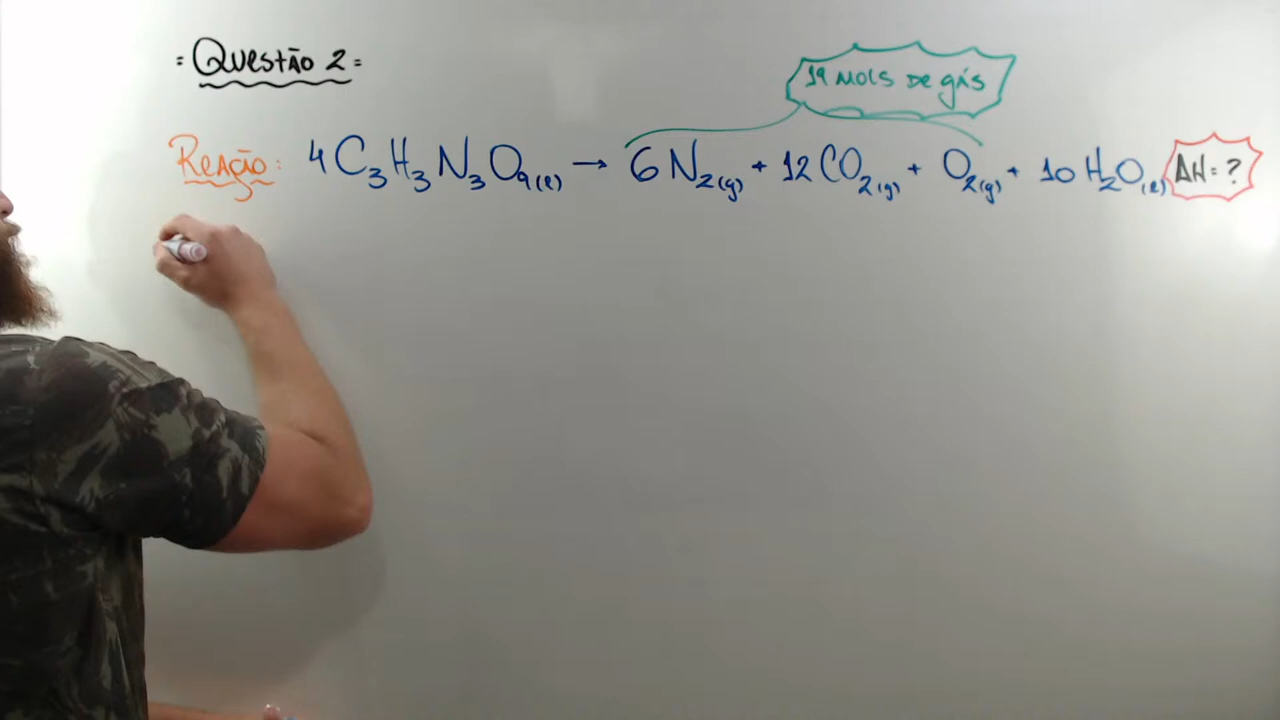 = Questão 2 =
19 mols de gás
Reação: 4 C₃H₃N₃O₉(ℓ) → 6 N₂(g) + 12 CO₂(g) + O₂(g) + 10 H₂O(ℓ) ΔH = ?